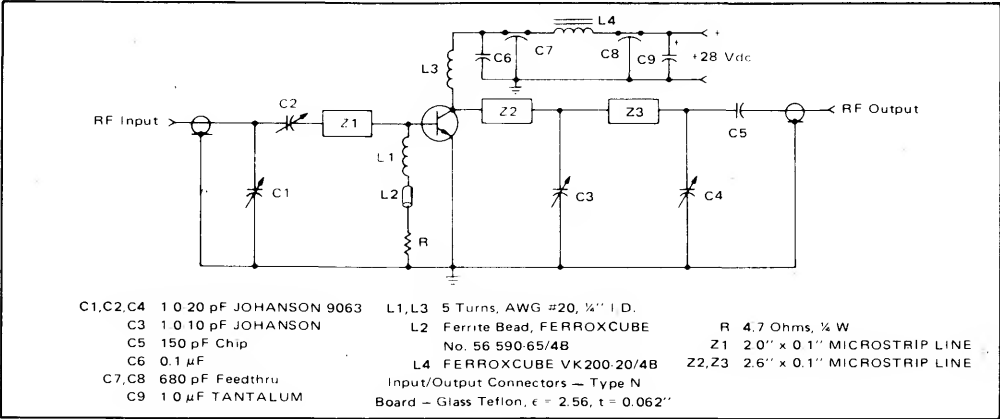 L4
+
C6
C7
C8
C9
+
+28 Vdc
L3
RF Input
C2
Z1
Z2
Z3
RF Output
C5
L1
C1
L2
C3
C4
R
C1,C2,C4 1.0-20 pF JOHANSON 9063
C3 1.0-10 pF JOHANSON
C5 150 pF Chip
C6 0.1 µF
C7,C8 680 pF Feedthru
C9 1.0 µF TANTALUM
L1,L3 5 Turns, AWG #20, ¼'' I.D.
L2 Ferrite Bead, FERROXCUBE
No. 56-590-65/4B
L4 FERROXCUBE VK200-20/4B
Input/Output Connectors – Type N
Board – Glass Teflon, ε = 2.56, t = 0.062''
R 4.7 Ohms, ¼ W
Z1 2.0'' x 0.1'' MICROSTRIP LINE
Z2,Z3 2.6'' x 0.1'' MICROSTRIP LINE